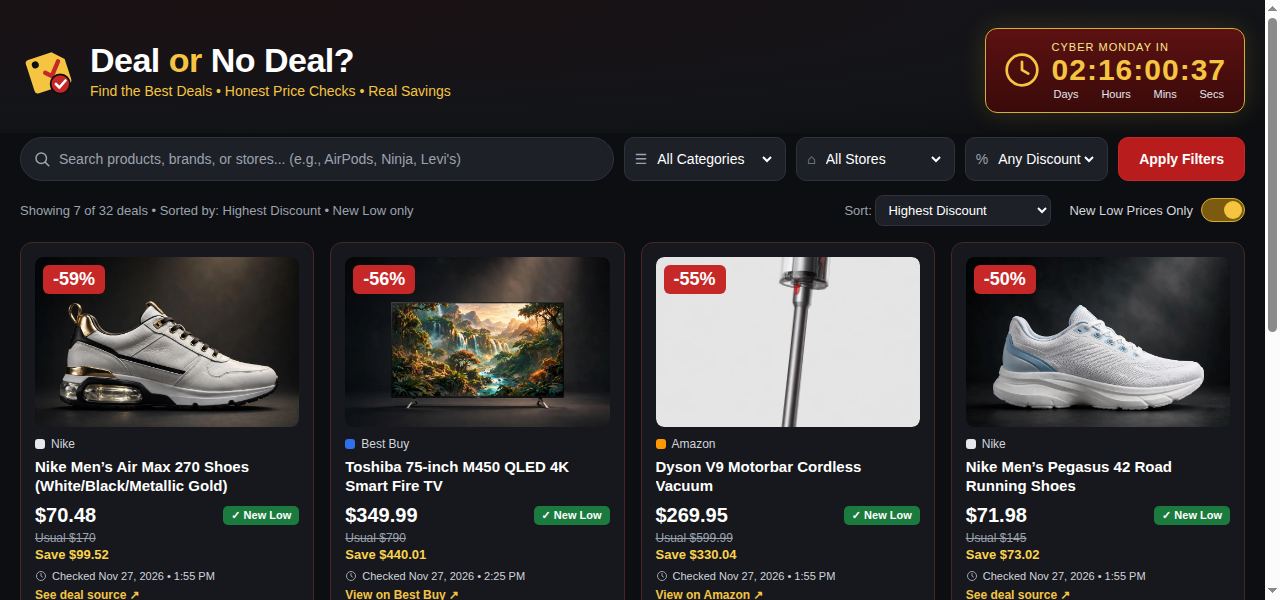 Deal or No Deal?
Find the Best Deals • Honest Price Checks • Real Savings
CYBER MONDAY IN
02:16:00:37
Days Hours Mins Secs
Search products, brands, or stores... (e.g., AirPods, Ninja, Levi's)
All Categories
All Stores
% Any Discount
Apply Filters
Showing 7 of 32 deals • Sorted by: Highest Discount • New Low only
Sort: Highest Discount
New Low Prices Only
-59%
Nike
Nike Men’s Air Max 270 Shoes
(White/Black/Metallic Gold)
$70.48
✓ New Low
Usual $170
Save $99.52
Checked Nov 27, 2026 • 1:55 PM
See deal source ↗
-56%
Best Buy
Toshiba 75-inch M450 QLED 4K
Smart Fire TV
$349.99
✓ New Low
Usual $790
Save $440.01
Checked Nov 27, 2026 • 2:25 PM
View on Best Buy ↗
-55%
Amazon
Dyson V9 Motorbar Cordless
Vacuum
$269.95
✓ New Low
Usual $599.99
Save $330.04
Checked Nov 27, 2026 • 1:55 PM
View on Amazon ↗
-50%
Nike
Nike Men’s Pegasus 42 Road
Running Shoes
$71.98
✓ New Low
Usual $145
Save $73.02
Checked Nov 27, 2026 • 1:55 PM
See deal source ↗